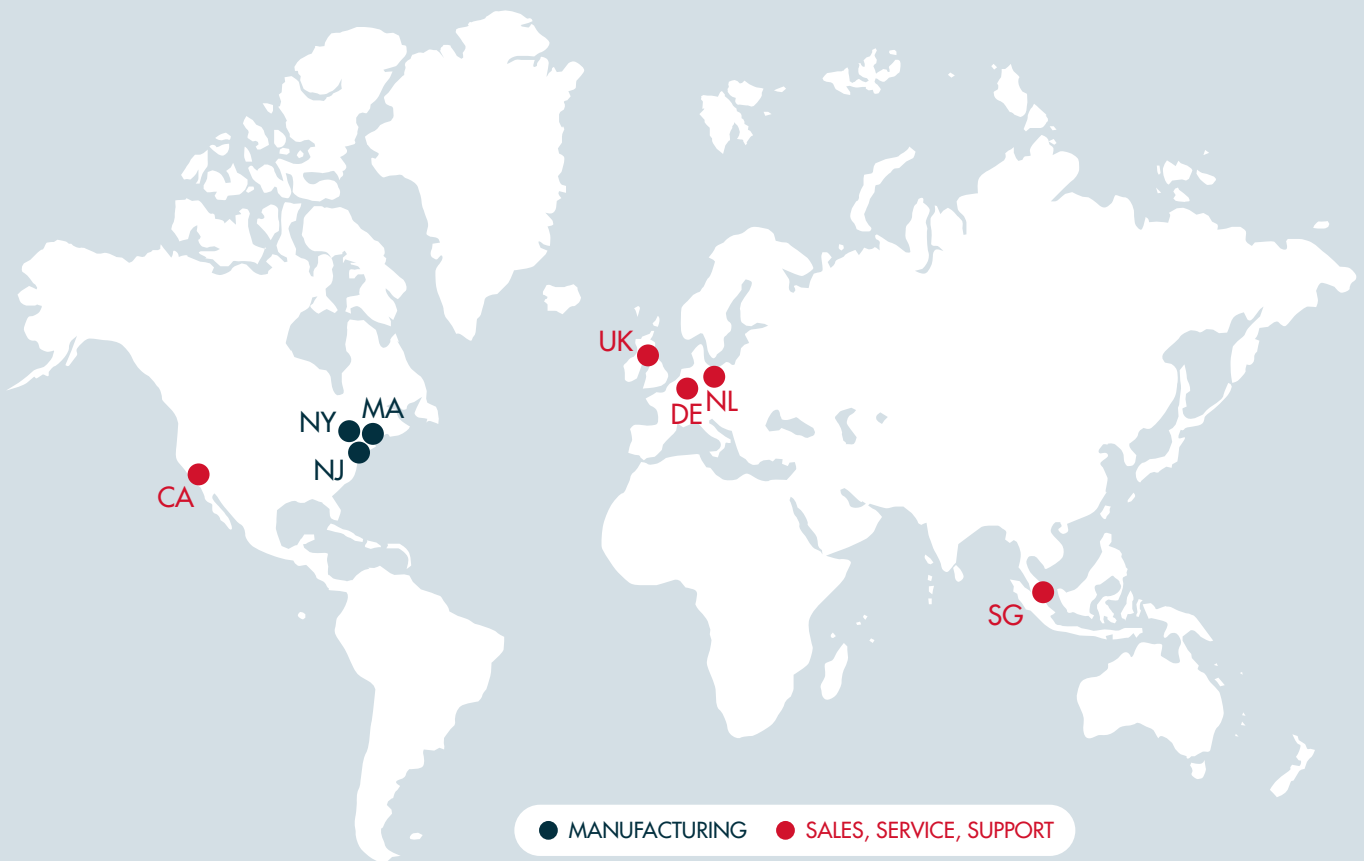 UK
NL
DE
NY
MA
NJ
CA
SG
MANUFACTURING
SALES, SERVICE, SUPPORT